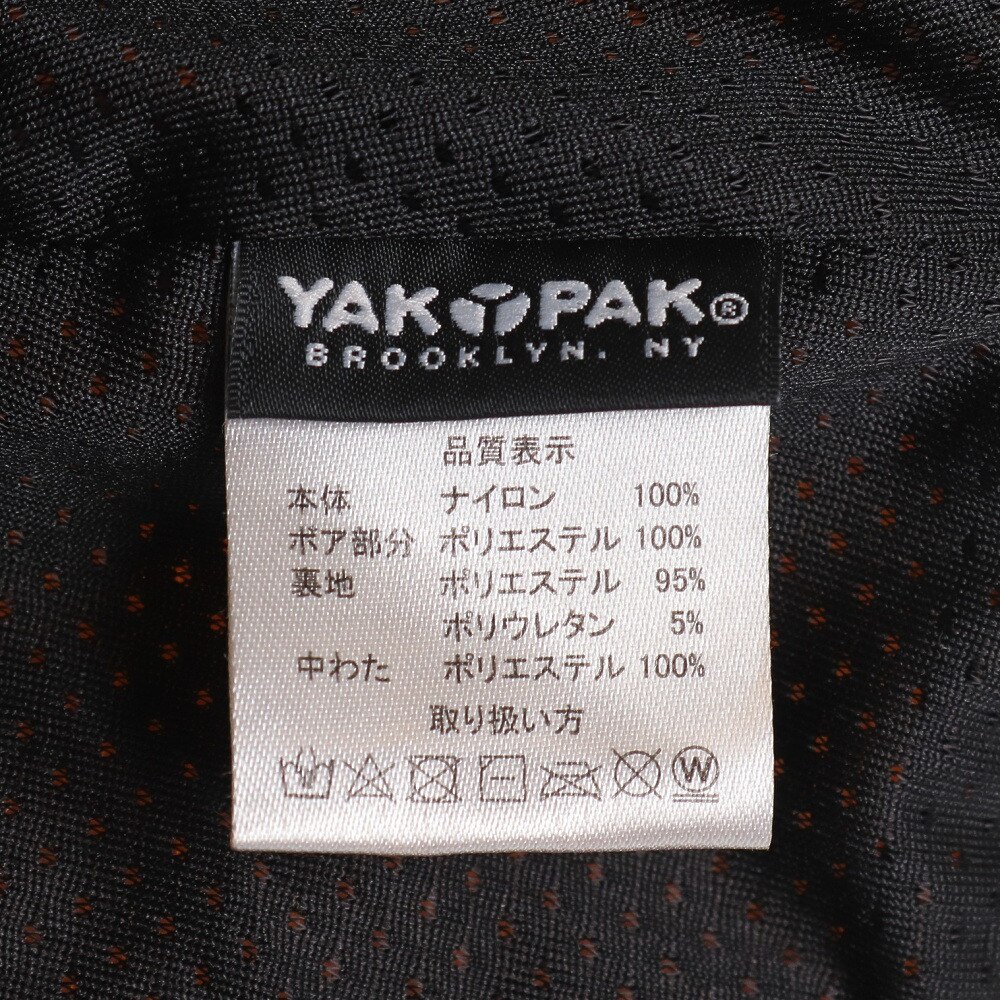 YAK PAK®
BROOKLYN, NY
品質表示
本体 ナイロン 100%
ボア部分 ポリエステル 100%
裏地 ポリエステル 95%
ポリウレタン 5%
中わた ポリエステル 100%
取り扱い方
W